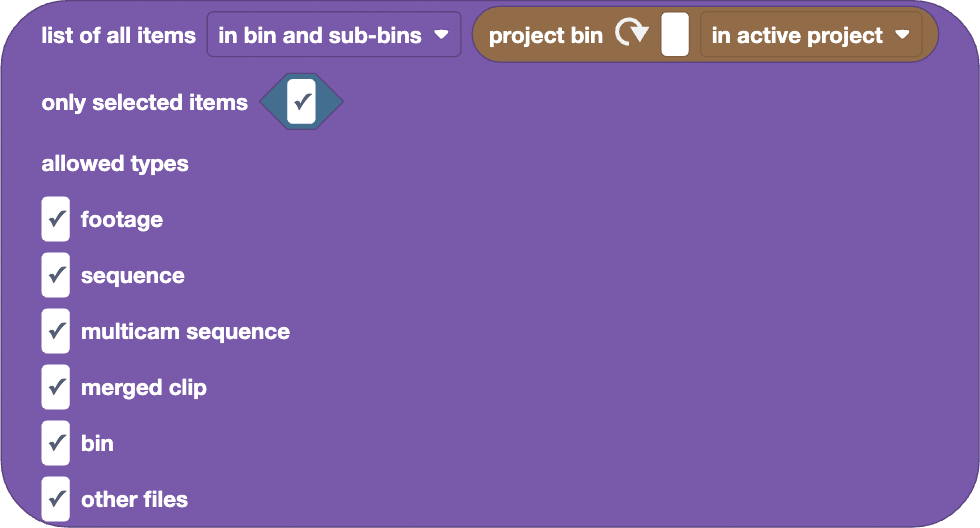 list of all items in bin and sub-bins project bin in active project
only selected items
allowed types
footage
sequence
multicam sequence
merged clip
bin
other files